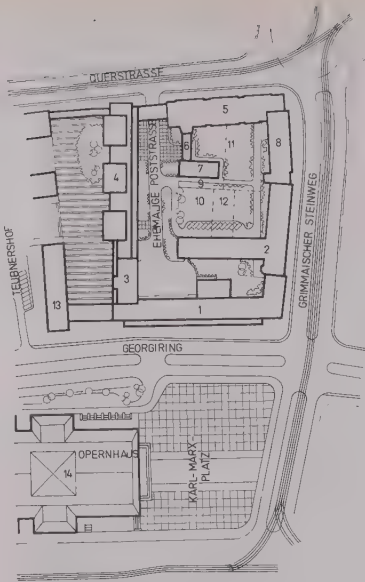 QUERSTRASSE
5
EHEMALIGE POSTSTRASSE
6
11
8
7
4
9
10
12
TEUBNERSHOF
2
GRIMMAISCHER STEINWEG
3
13
1
GEORGIRING
OPERNHAUS
14
KARL-MARX-
PLATZ